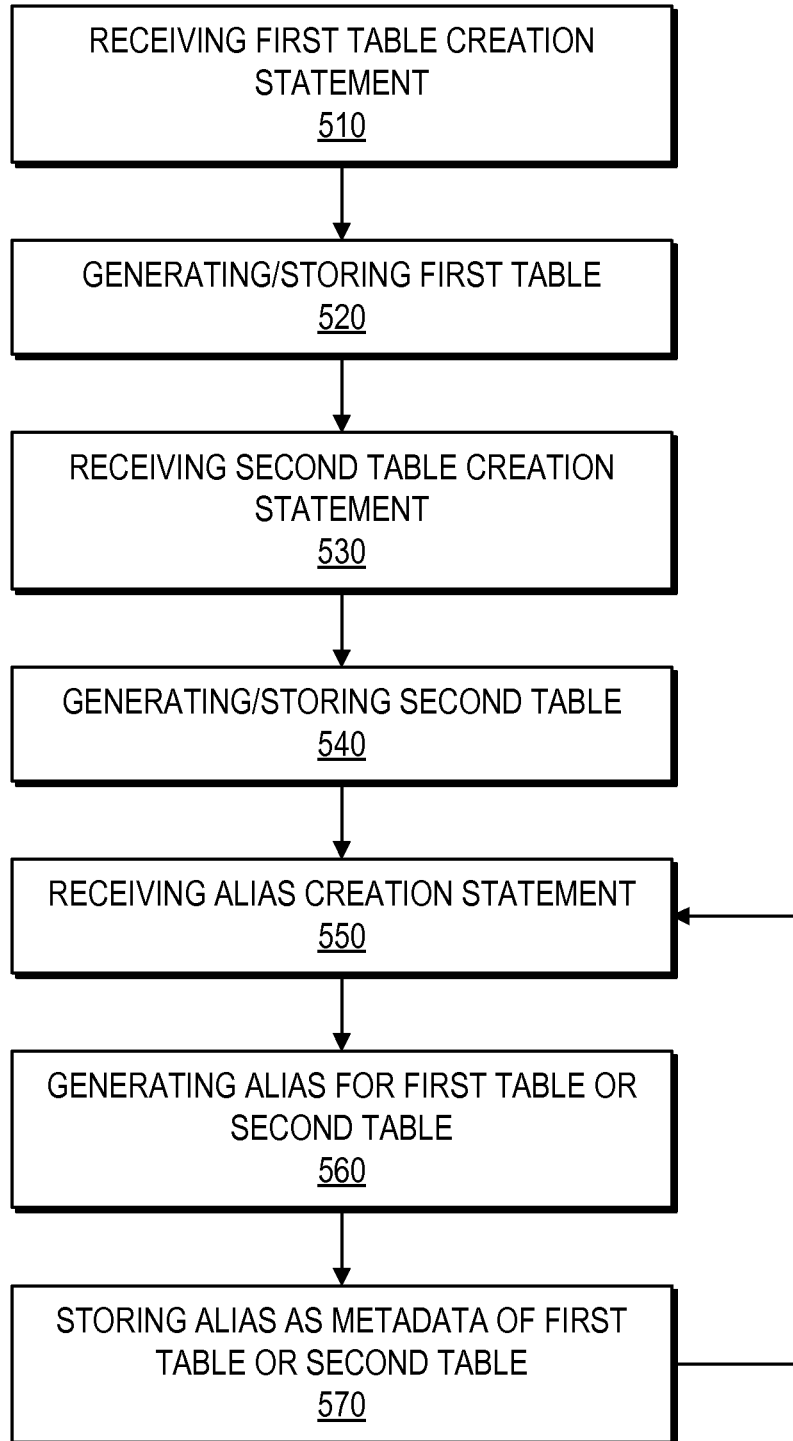 RECEIVING FIRST TABLE CREATION
STATEMENT
510
GENERATING/STORING FIRST TABLE
520
RECEIVING SECOND TABLE CREATION
STATEMENT
530
GENERATING/STORING SECOND TABLE
540
RECEIVING ALIAS CREATION STATEMENT
550
GENERATING ALIAS FOR FIRST TABLE OR
SECOND TABLE
560
STORING ALIAS AS METADATA OF FIRST
TABLE OR SECOND TABLE
570